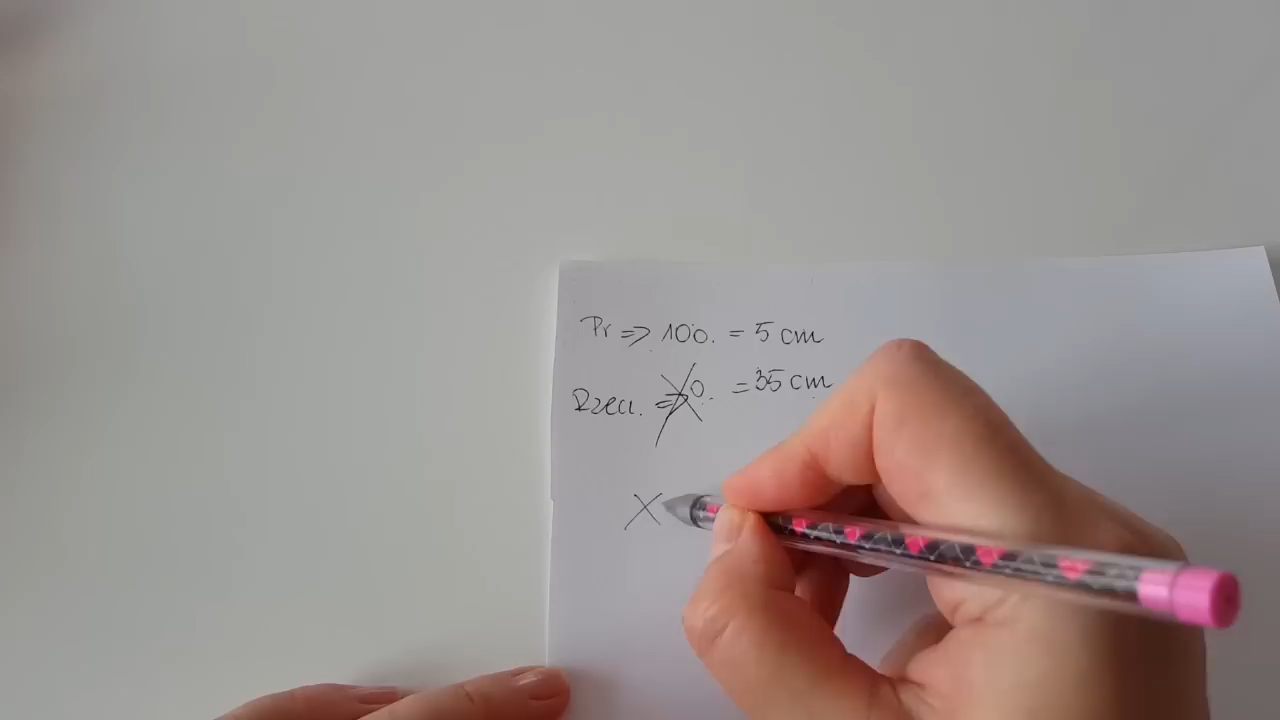 Pr => 100. = 5 cm
Rzecz. => X 0. = 35 cm
X